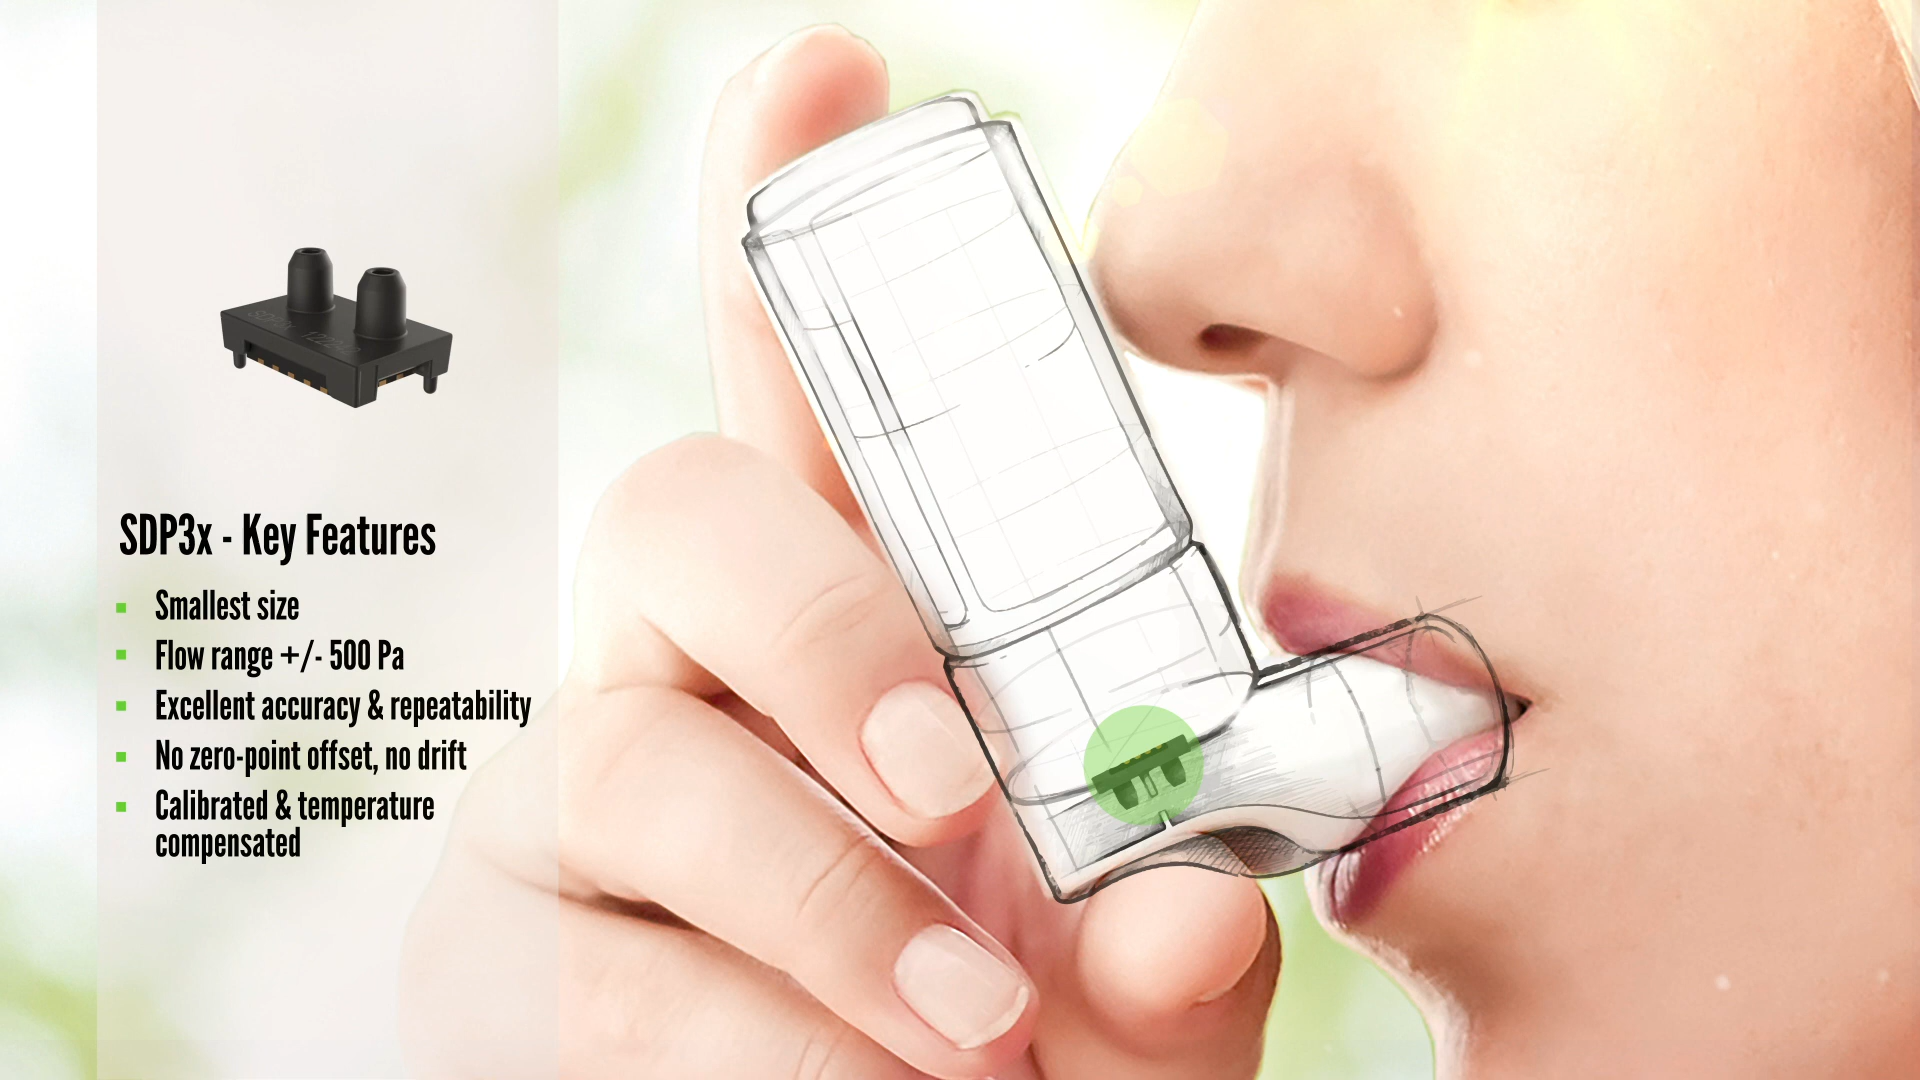 SDP3x - Key Features
Smallest size
Flow range +/- 500 Pa
Excellent accuracy & repeatability
No zero-point offset, no drift
Calibrated & temperature
compensated